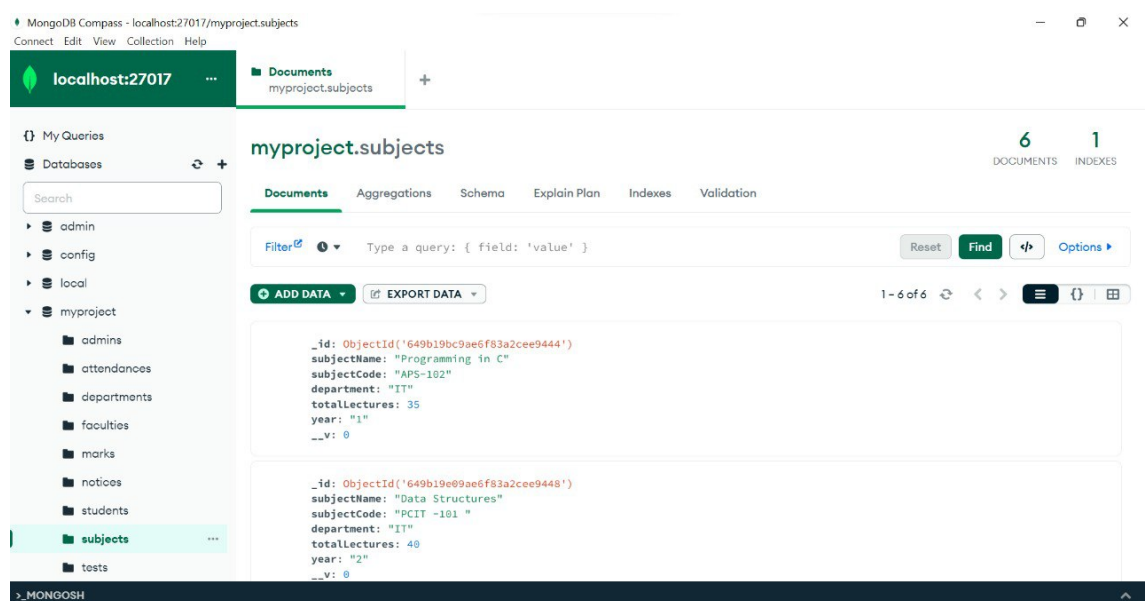 MongoDB Compass - localhost:27017/myproject.subjects
Connect Edit View Collection Help
localhost:27017 ...
Documents
myproject.subjects
{} My Queries
Databases
Search
admin
config
local
myproject
admins
attendances
departments
faculties
marks
notices
students
subjects ...
tests
myproject.subjects
6
DOCUMENTS
1
INDEXES
Documents Aggregations Schema Explain Plan Indexes Validation
Filter Type a query: { field: 'value' } Reset Find </> Options
ADD DATA EXPORT DATA 1 - 6 of 6 {}
_id: ObjectId('649b19bc9ae6f83a2cee9444')
subjectName: "Programming in C"
subjectCode: "APS-102"
department: "IT"
totalLectures: 35
year: "1"
__v: 0
_id: ObjectId('649b19e09ae6f83a2cee9448')
subjectName: "Data Structures"
subjectCode: "PCIT -101 "
department: "IT"
totalLectures: 40
year: "2"
__v: 0
>_MONGOSH